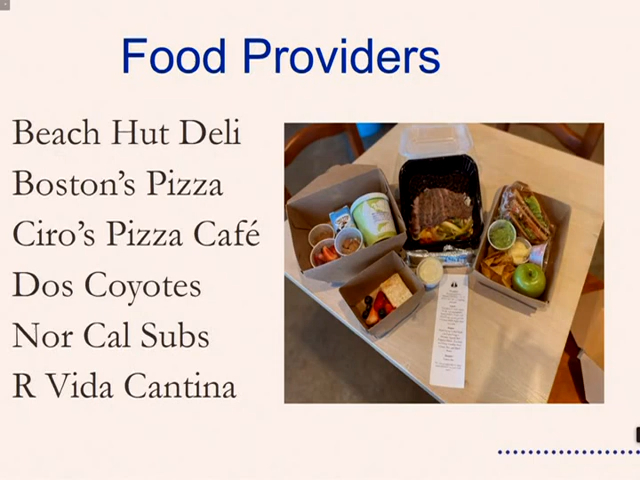 Food Providers
Beach Hut Deli
Boston's Pizza
Ciro's Pizza Café
Dos Coyotes
Nor Cal Subs
R Vida Cantina